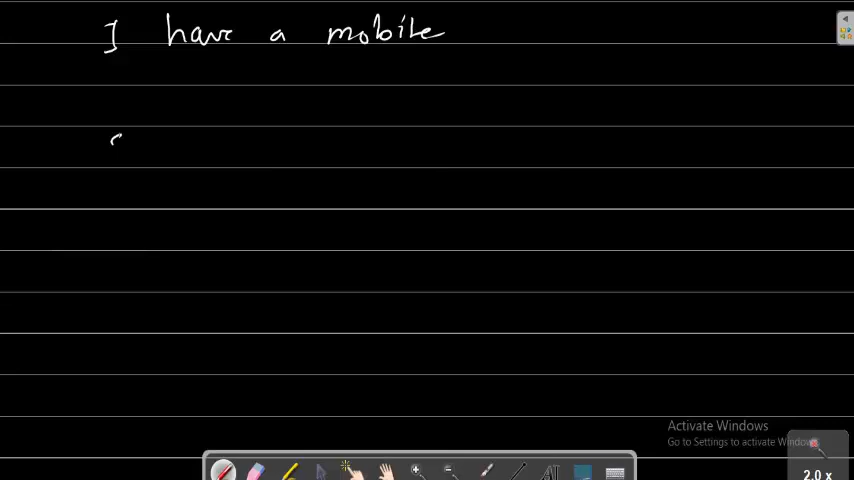 I have a mobile
Activate Windows
Go to Settings to activate Windows.
2.0 x